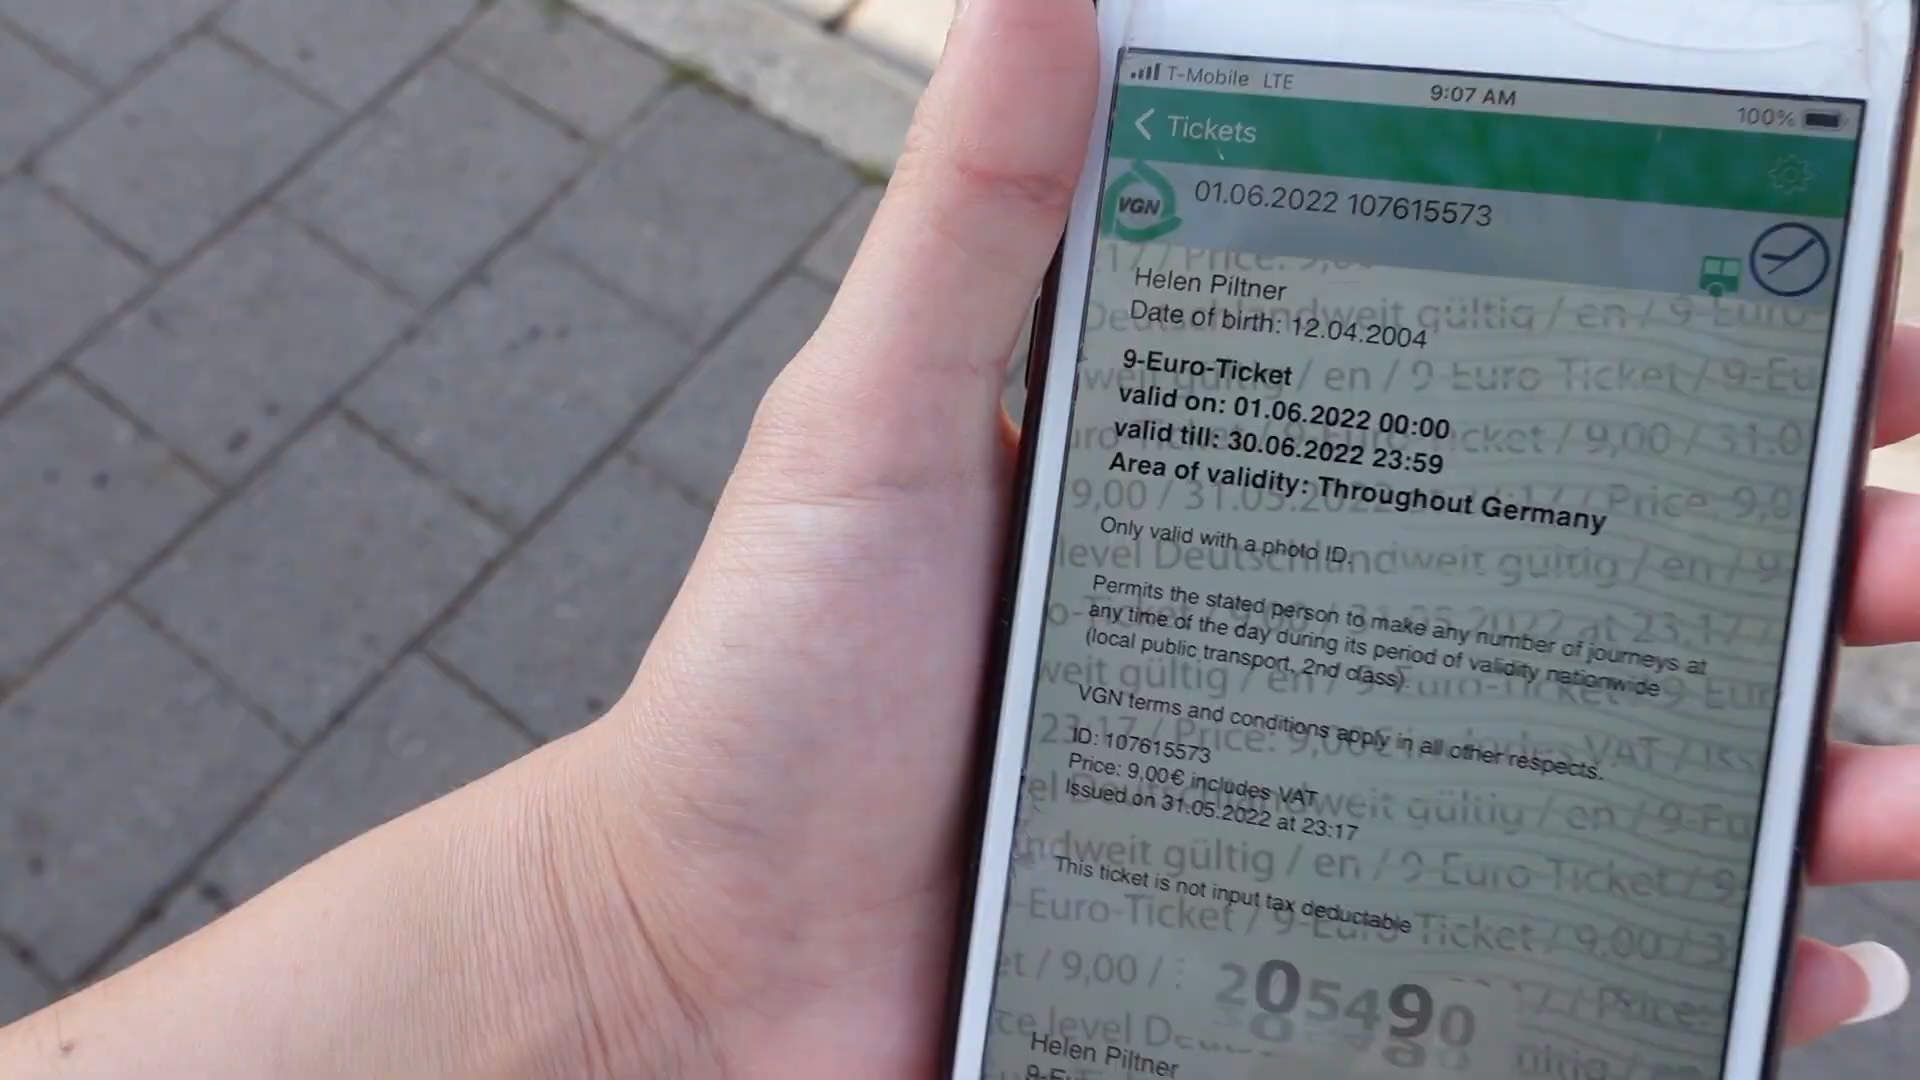 T-Mobile LTE 9:07 AM 100%
Tickets
VGN 01.06.2022 107615573
Helen Piltner
Date of birth: 12.04.2004
9-Euro-Ticket
valid on: 01.06.2022 00:00
valid till: 30.06.2022 23:59
Area of validity: Throughout Germany
Only valid with a photo ID.
Permits the stated person to make any number of journeys at
any time of the day during its period of validity nationwide
(local public transport, 2nd class).
VGN terms and conditions apply in all other respects.
ID: 107615573
Price: 9,00€ includes VAT
Issued on 31.05.2022 at 23:17
This ticket is not input tax deductable
205490
Helen Piltner